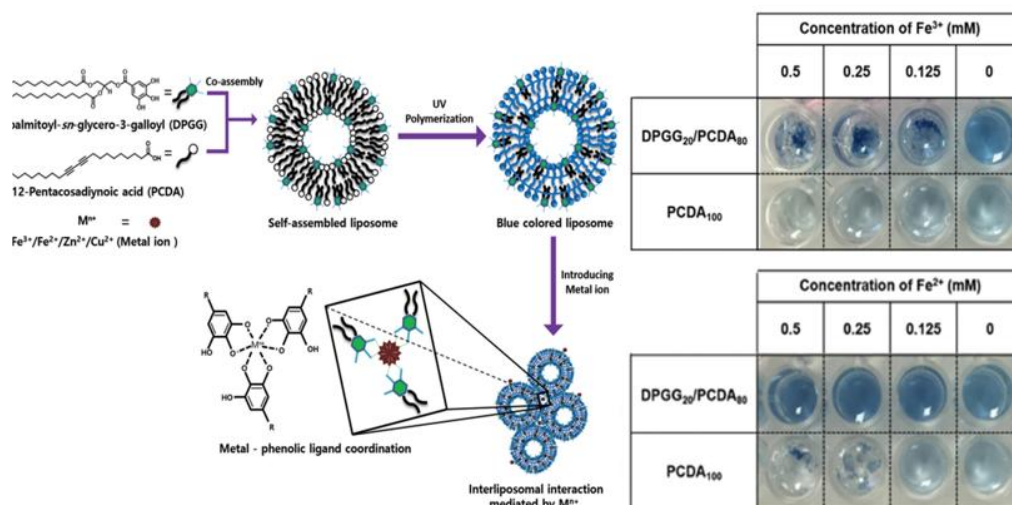 Co-assembly
palmitoyl-sn-glycero-3-galloyl (DPGG)
12-Pentacosadiynoic acid (PCDA)
Mⁿ⁺ =
Fe³⁺/Fe²⁺/Zn²⁺/Cu²⁺ (Metal ion )
Self-assembled liposome
UV
Polymerization
Blue colored liposome
Introducing
Metal ion
Metal - phenolic ligand coordination
Interliposomal interaction
mediated by Mⁿ⁺
Concentration of Fe³⁺ (mM)
0.5 0.25 0.125 0
DPGG₂₀/PCDA₈₀
PCDA₁₀₀
Concentration of Fe²⁺ (mM)
0.5 0.25 0.125 0
DPGG₂₀/PCDA₈₀
PCDA₁₀₀